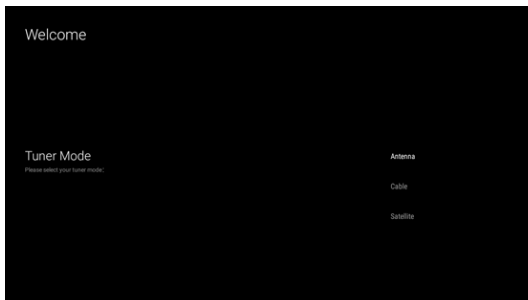 Welcome
Tuner Mode
Please select your tuner mode:
Antenna
Cable
Satellite